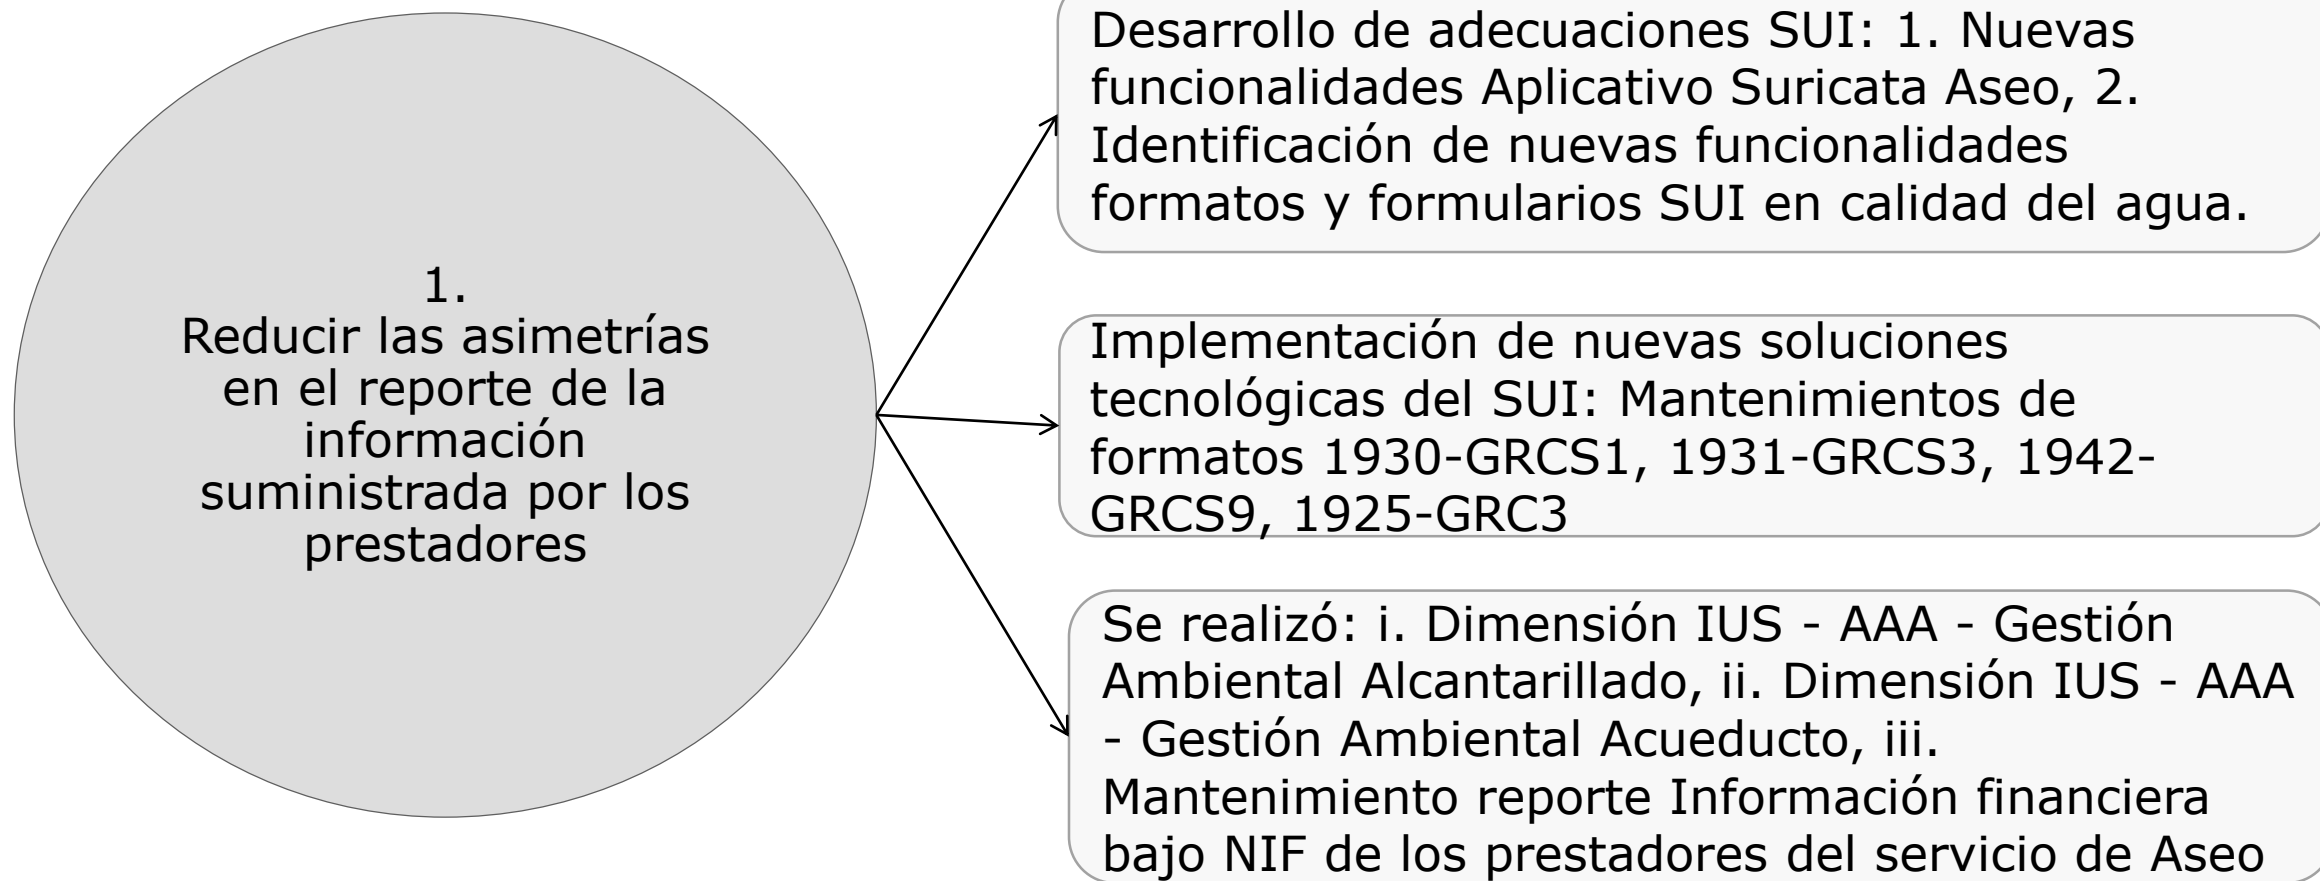 1.
Reducir las asimetrías
en el reporte de la
información
suministrada por los
prestadores
Desarrollo de adecuaciones SUI: 1. Nuevas
funcionalidades Aplicativo Suricata Aseo, 2.
Identificación de nuevas funcionalidades
formatos y formularios SUI en calidad del agua.
Implementación de nuevas soluciones
tecnológicas del SUI: Mantenimientos de
formatos 1930-GRCS1, 1931-GRCS3, 1942-
GRCS9, 1925-GRC3
Se realizó: i. Dimensión IUS - AAA - Gestión
Ambiental Alcantarillado, ii. Dimensión IUS - AAA
- Gestión Ambiental Acueducto, iii.
Mantenimiento reporte Información financiera
bajo NIF de los prestadores del servicio de Aseo